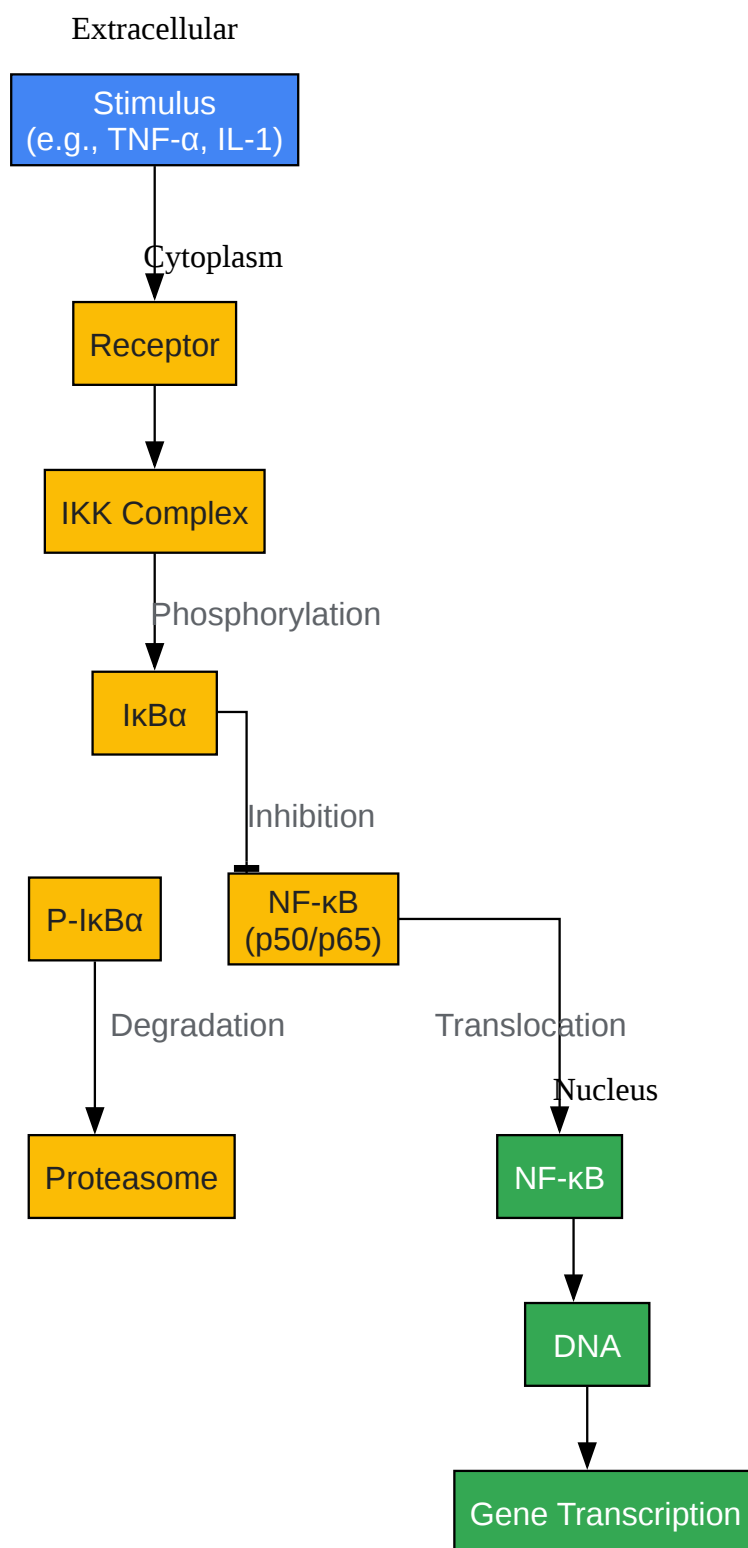 Extracellular
Stimulus
(e.g., TNF-α, IL-1)
Cytoplasm
Receptor
IKK Complex
Phosphorylation
IκBα
Inhibition
P-IκBα
NF-κB
(p50/p65)
Degradation
Translocation
Nucleus
Proteasome
NF-κB
DNA
Gene Transcription